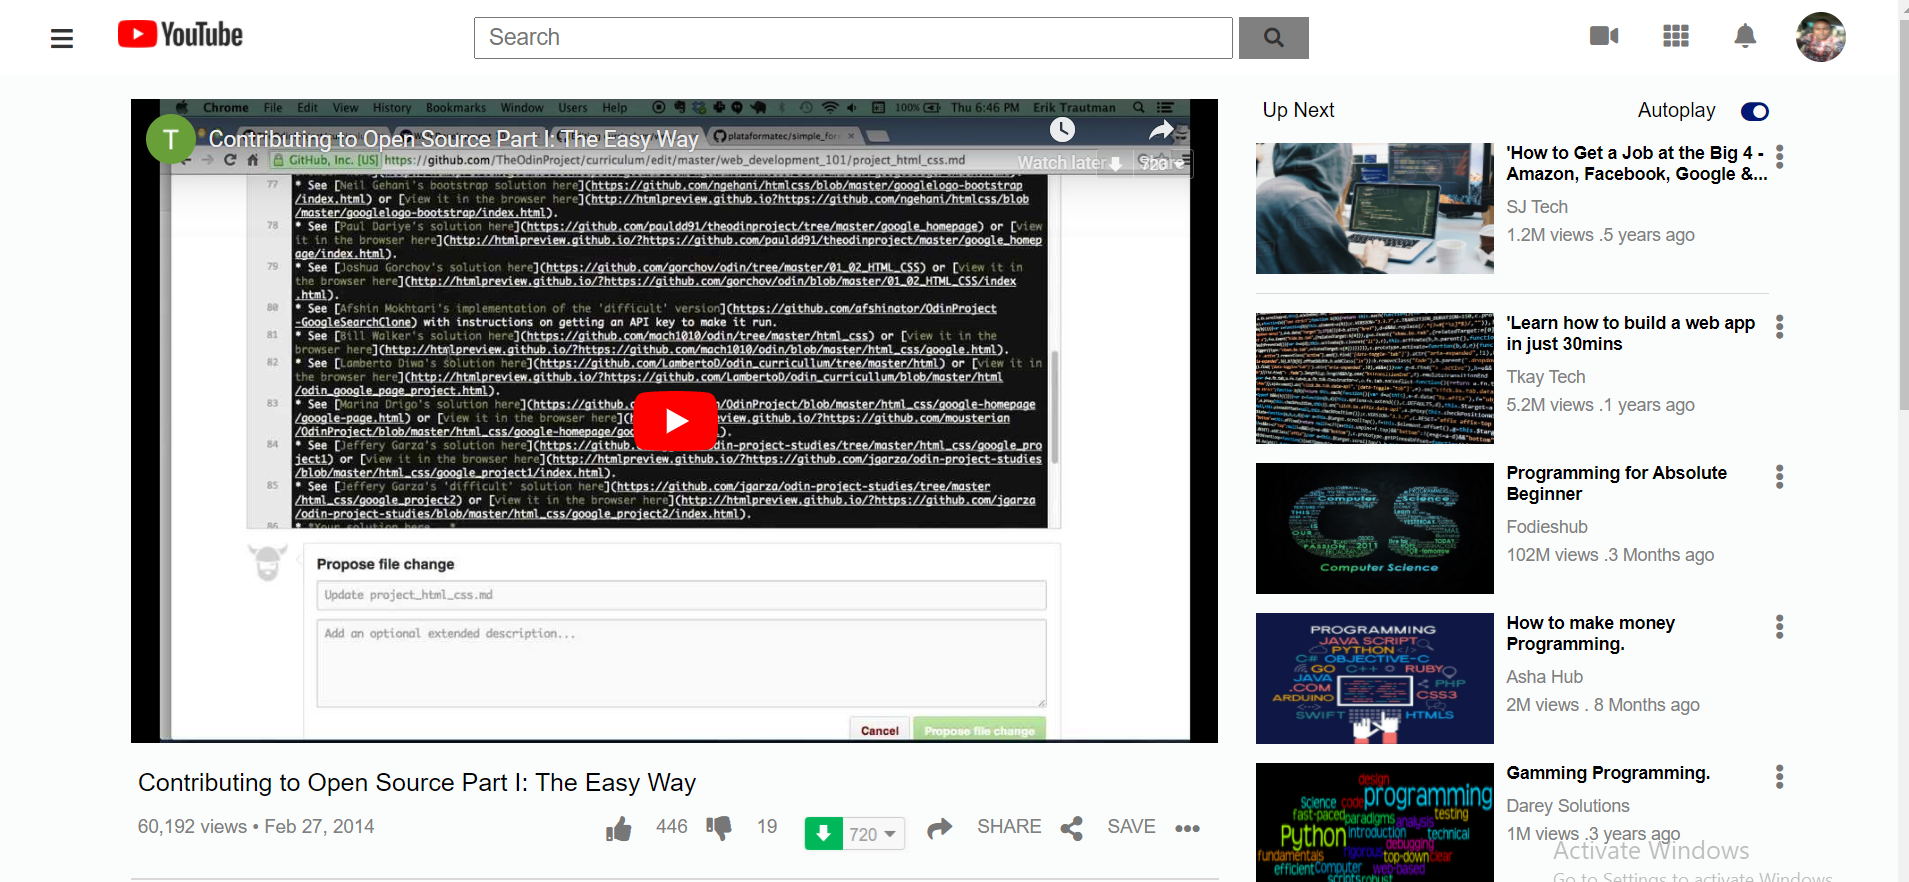 YouTube
Search
Chrome File Edit View History Bookmarks Window Users Help 100% Thu 6:46 PM Erik Trautman
T Contributing to Open Source Part I: The Easy Way
plataformatec/simple_for
GitHub, Inc. [US] https://github.com/TheOdinProject/curriculum/edit/master/web_development_101/project_html_css.md
Watch later 720 Share
77 * See [Neil Gehani's bootstrap solution here](https://github.com/ngehani/htmlcss/blob/master/googlelogo-bootstrap
/index.html) or [view it in the browser here](http://htmlpreview.github.io?https://github.com/ngehani/htmlcss/blob
/master/googlelogo-bootstrap/index.html).
78 * See [Paul Dariye's solution here](https://github.com/pauldd91/theodinproject/tree/master/google_homepage) or [view
it in the browser here](http://htmlpreview.github.io/?https://github.com/pauldd91/theodinproject/master/google_homep
age/index.html).
79 * See [Joshua Gorchov's solution here](https://github.com/gorchov/odin/tree/master/01_02_HTML_CSS) or [view it in
the browser here](http://htmlpreview.github.io/?https://github.com/gorchov/odin/blob/master/01_02_HTML_CSS/index
.html).
80 * See [Afshin Mokhtari's implementation of the 'difficult' version](https://github.com/afshinator/OdinProject
-GoogleSearchClone) with instructions on getting an API key to make it run.
81 * See [Bill Walker's solution here](https://github.com/mach1010/odin/tree/master/html_css) or [view it in the
browser here](http://htmlpreview.github.io/?https://github.com/mach1010/odin/blob/master/html_css/google.html).
82 * See [Lamberto Diwa's solution here](https://github.com/LambertoD/odin_curricullum/tree/master/html) or [view it in
the browser here](http://htmlpreview.github.io/?https://github.com/LambertoD/odin_curricullum/blob/master/html
/odin_google_page_project.html).
83 * See [Marina Drigo's solution here](https://github.c /OdinProject/blob/master/html_css/google-homepage
/google-page.html) or [view it in the browser here](http view.github.io/?https://github.com/mousterian
/OdinProject/blob/master/html_css/google-homepage/goo ).
84 * See [Jeffery Garza's solution here](https://github. odin-project-studies/tree/master/html_css/google_pro
ject1) or [view it in the browser here](http://htmlpreview.github.io/?https://github.com/jgarza/odin-project-studies
/blob/master/html_css/google_project1/index.html).
85 * See [Jeffery Garza's 'difficult' solution here](https://github.com/jgarza/odin-project-studies/tree/master
/html_css/google_project2) or [view it in the browser here](http://htmlpreview.github.io/?https://github.com/jgarza
/odin-project-studies/blob/master/html_css/google_project2/index.html).
86 * *Your solution here...*
Propose file change
Update project_html_css.md
Add an optional extended description...
Cancel Propose file change
Contributing to Open Source Part I: The Easy Way
60,192 views • Feb 27, 2014
446 19 720 SHARE SAVE
Up Next Autoplay
'How to Get a Job at the Big 4 -
Amazon, Facebook, Google &...
SJ Tech
1.2M views .5 years ago
'Learn how to build a web app
in just 30mins
Tkay Tech
5.2M views .1 years ago
CS
Computer Science
Programming for Absolute
Beginner
Fodieshub
102M views .3 Months ago
PROGRAMMING
JAVA SCRIPT
PYTHON </>
C# OBJECTIVE-C
GO C++ RUBY
JAVA PHP
.COM CSS3
ARDUINO
SWIFT HTML5
How to make money
Programming.
Asha Hub
2M views . 8 Months ago
design
Science code programming
fast-paced paradigms analysis testing
Python introduction technical
debugging
fundamentals rigorous top-down clear
efficient Computer web-based
scripts robust
Gamming Programming.
Darey Solutions
1M views .3 years ago
Activate Windows
Go to Settings to activate Windows.